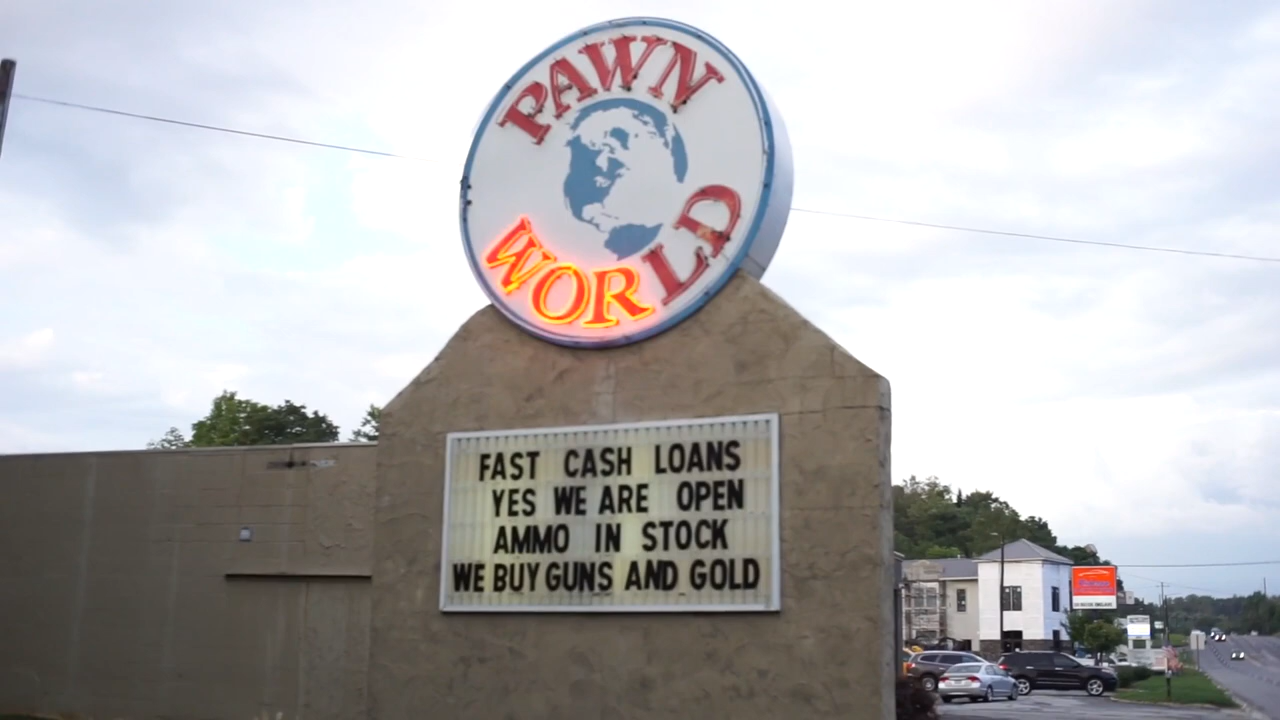 PAWN
WORLD
FAST CASH LOANS
YES WE ARE OPEN
AMMO IN STOCK
WE BUY GUNS AND GOLD